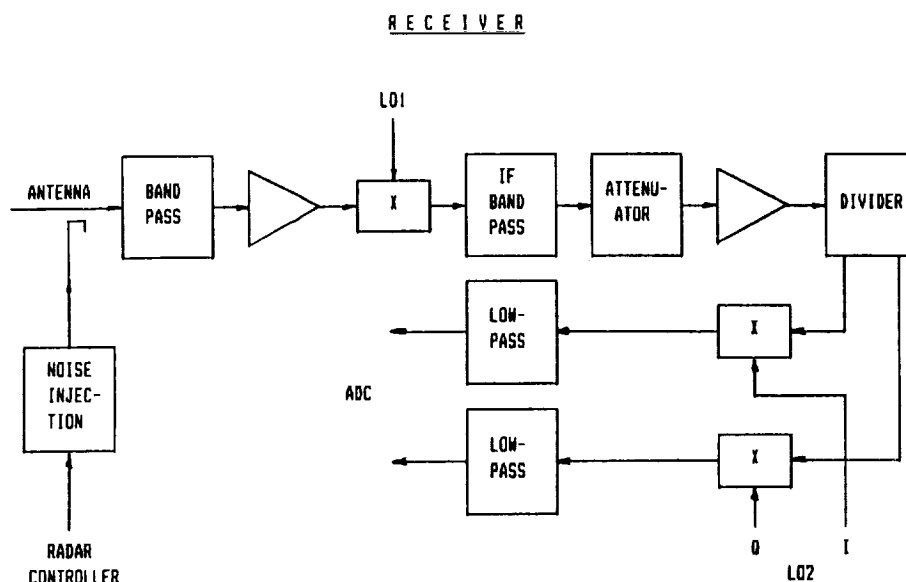 RECEIVER
LO1
ANTENNA
BAND
PASS
X
IF
BAND
PASS
ATTENU-
ATOR
DIVIDER
LOW-
PASS
X
NOISE
INJEC-
TION
ADC
LOW-
PASS
X
RADAR
CONTROLLER
Q
I
LO2